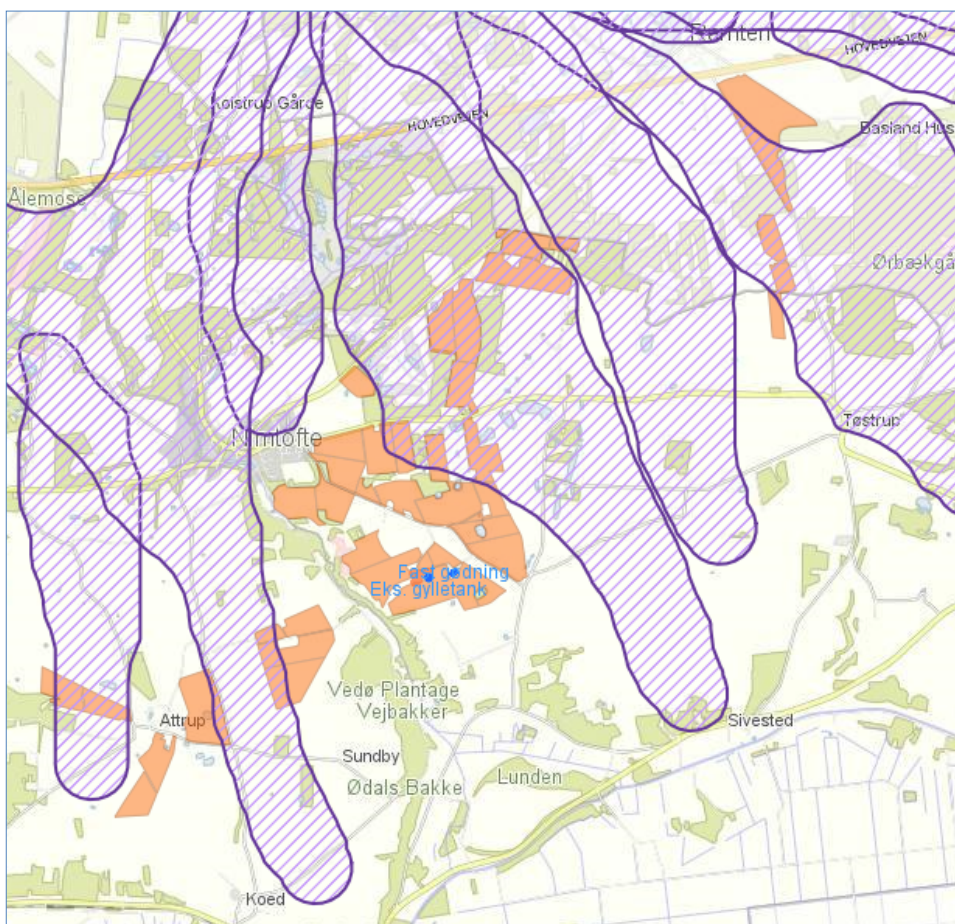 Ramten
HOVEDVEJEN
Kolstrup Gårde
HOVEDVEJEN
Basland Hus
Ålemose
Ørbækgå
Tøstrup
Nimtofte
Fast gødning
Eks. gylletank
Vedø Plantage
Vejbakker
Attrup
Sivested
Sundby
Lunden
Ødals Bakke
Koed